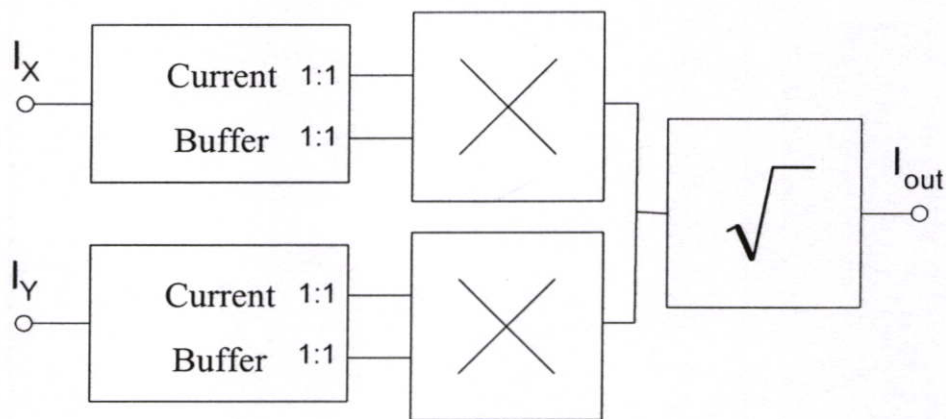 I_X
Current 1:1
Buffer 1:1
I_Y
Current 1:1
Buffer 1:1
√
I_out